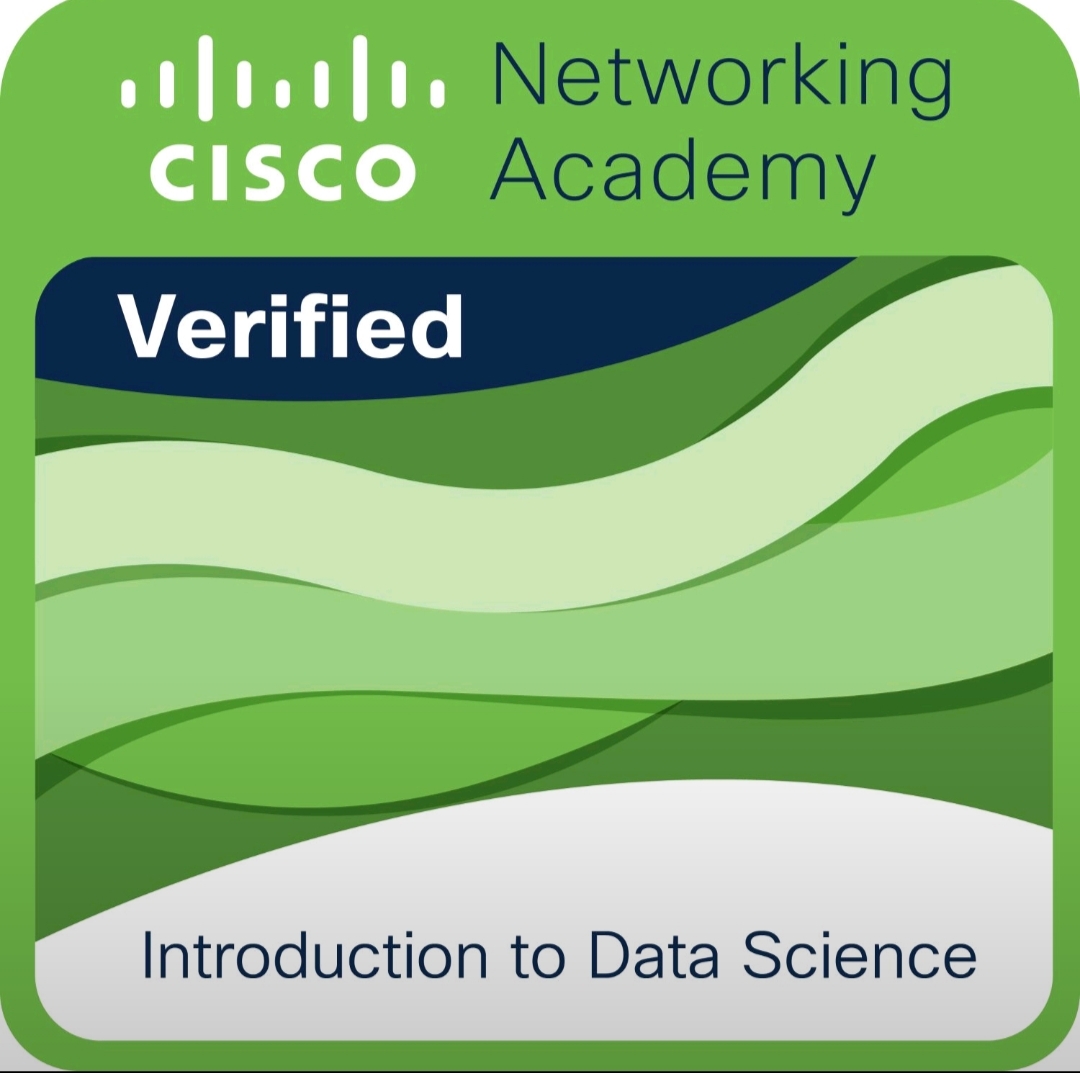 CISCO
Networking
Academy
Verified
Introduction to Data Science